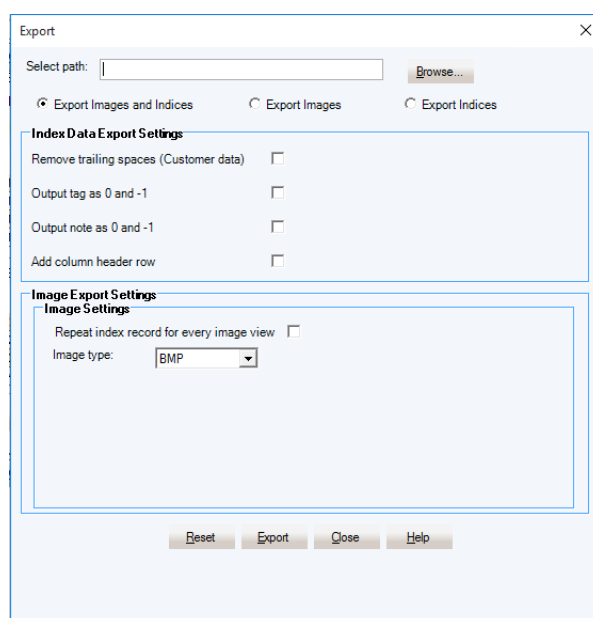 Export
Select path:
Browse...
Export Images and Indices Export Images Export Indices
Index Data Export Settings
Remove trailing spaces (Customer data)
Output tag as 0 and -1
Output note as 0 and -1
Add column header row
Image Export Settings
Image Settings
Repeat index record for every image view
Image type: BMP
Reset Export Close Help